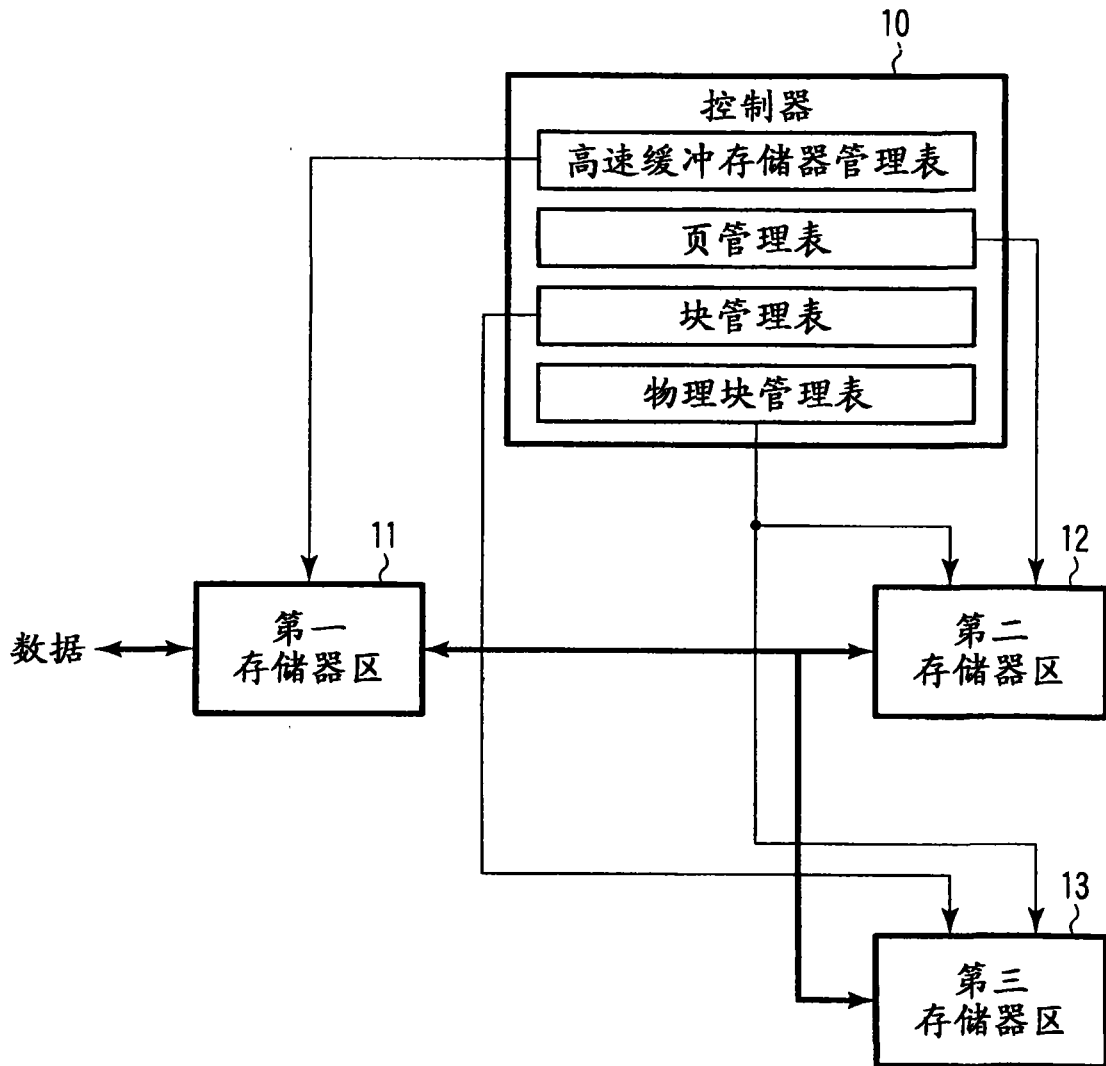 10
控制器
高速缓冲存储器管理表
页管理表
块管理表
物理块管理表
11
12
数据
第一
存储器区
第二
存储器区
13
第三
存储器区